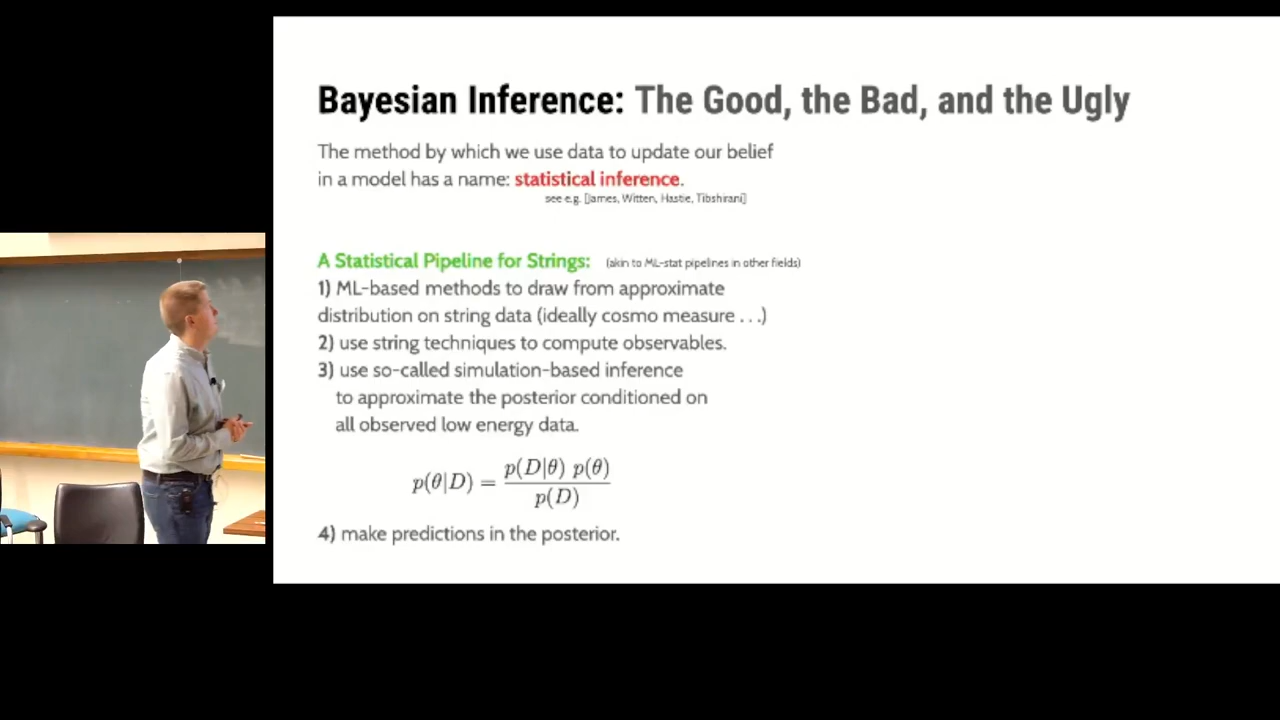 Bayesian Inference: The Good, the Bad, and the Ugly
The method by which we use data to update our belief
in a model has a name: statistical inference.
see e.g. [James, Witten, Hastie, Tibshirani]
A Statistical Pipeline for Strings: (akin to ML-stat pipelines in other fields)
1) ML-based methods to draw from approximate
distribution on string data (ideally cosmo measure . . .)
2) use string techniques to compute observables.
3) use so-called simulation-based inference
to approximate the posterior conditioned on
all observed low energy data.
p(θ|D) = p(D|θ) p(θ) / p(D)
4) make predictions in the posterior.